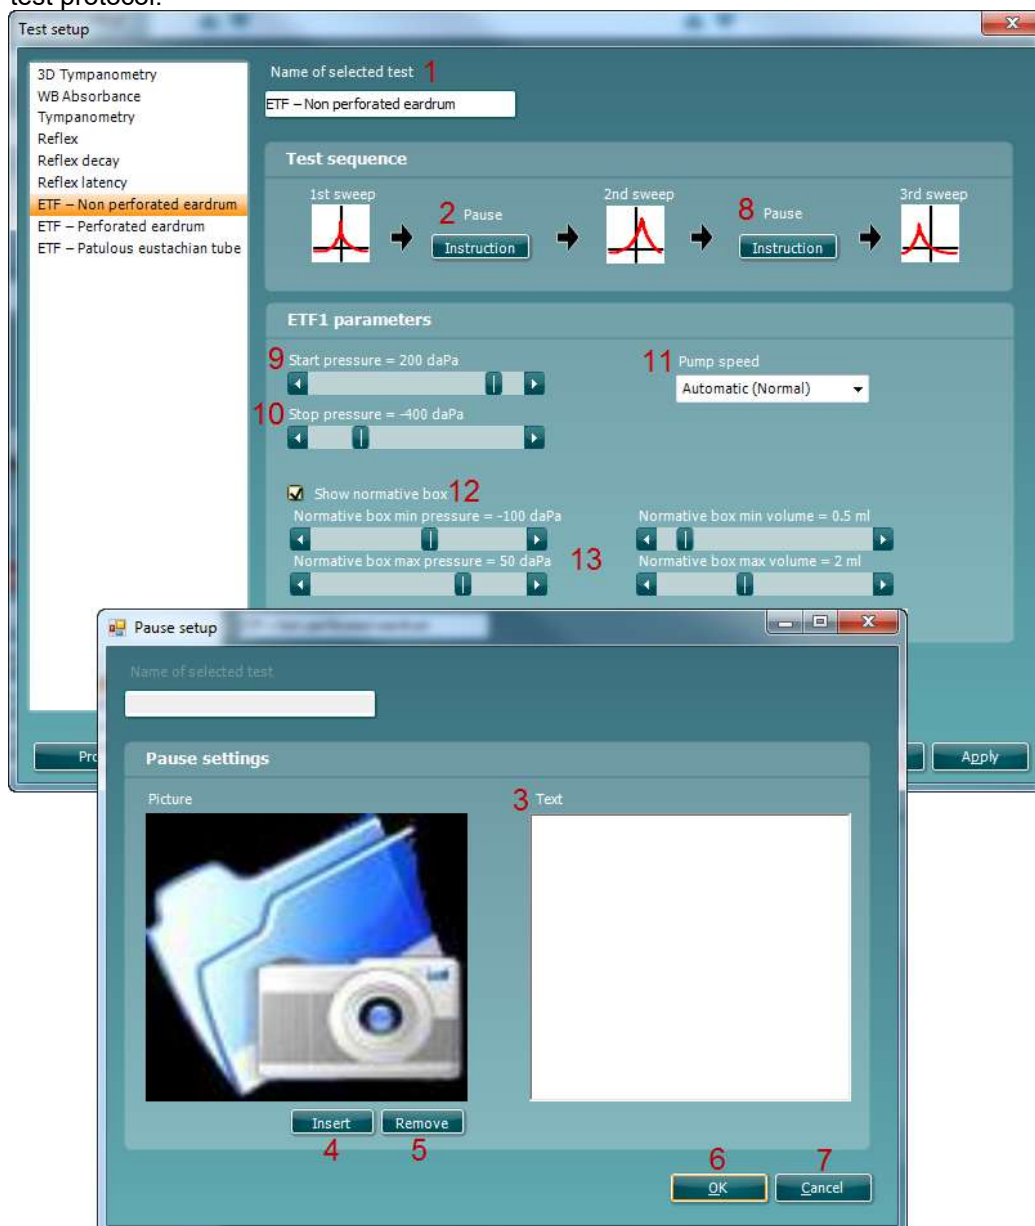 test protocol.
Test setup
3D Tympanometry
WB Absorbance
Tympanometry
Reflex
Reflex decay
Reflex latency
ETF – Non perforated eardrum
ETF – Perforated eardrum
ETF – Patulous eustachian tube
Name of selected test 1
ETF – Non perforated eardrum
Test sequence
1st sweep
2 Pause
Instruction
2nd sweep
8 Pause
Instruction
3rd sweep
ETF1 parameters
9 Start pressure = 200 daPa
11 Pump speed
Automatic (Normal)
10 Stop pressure = -400 daPa
Show normative box 12
Normative box min pressure = -100 daPa
Normative box min volume = 0.5 ml
Normative box max pressure = 50 daPa
13
Normative box max volume = 2 ml
Apply
Pause setup
Name of selected test
Pause settings
Picture
3 Text
Insert
Remove
4
5
6
7
OK
Cancel